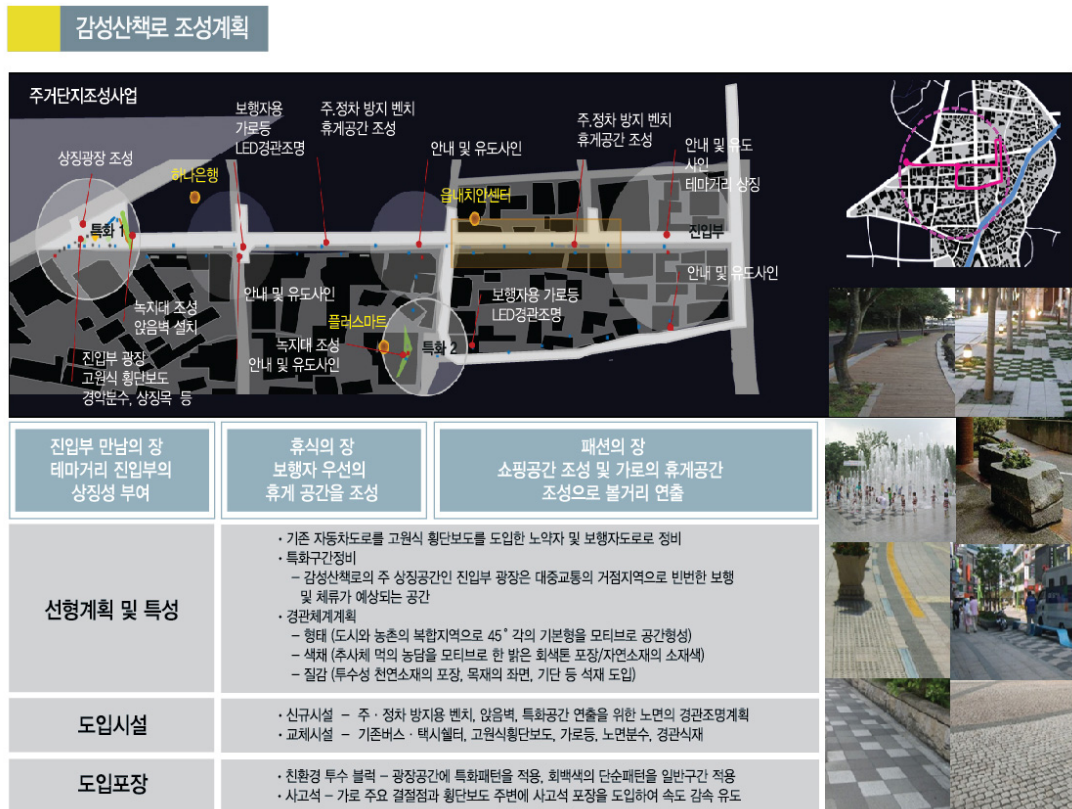 감성산책로 조성계획
주거단지조성사업
보행자용
가로등
LED경관조명
주.정차 방지 벤치
휴게공간 조성
주.정차 방지 벤치
휴게공간 조성
안내 및 유도사인
안내 및 유도
사인
테마거리 상징
상징광장 조성
하나은행
읍내치안센터
특화 1
진입부
녹지대 조성
앉음벽 설치
안내 및 유도사인
플러스마트
보행자용 가로등
LED경관조명
안내 및 유도사인
녹지대 조성
안내 및 유도사인
특화 2
진입부 광장
고원식 횡단보도
경악분수, 상징목 등
진입부 만남의 장
테마거리 진입부의
상징성 부여
휴식의 장
보행자 우선의
휴게 공간을 조성
패션의 장
쇼핑공간 조성 및 가로의 휴게공간
조성으로 볼거리 연출
선형계획 및 특성
· 기존 자동차도로를 고원식 횡단보도를 도입한 노약자 및 보행자도로로 정비
· 특화구간정비
– 감성산책로의 주 상징공간인 진입부 광장은 대중교통의 거점지역으로 빈번한 보행
및 체류가 예상되는 공간
· 경관체계계획
– 형태 (도시와 농촌의 복합지역으로 45° 각의 기본형을 모티브로 공간형성)
– 색채 (추사체 먹의 농담을 모티브로 한 밝은 회색톤 포장/자연소재의 소재색)
– 질감 (투수성 천연소재의 포장, 목재의 좌면, 기단 등 석재 도입)
도입시설
· 신규시설 – 주 · 정차 방지용 벤치, 앉음벽, 특화공간 연출을 위한 노면의 경관조명계획
· 교체시설 – 기존버스 · 택시쉘터, 고원식횡단보도, 가로등, 노면분수, 경관식재
도입포장
· 친환경 투수 블럭 – 광장공간에 특화패턴을 적용, 회백색의 단순패턴을 일반구간 적용
· 사고석 – 가로 주요 결절점과 횡단보도 주변에 사고석 포장을 도입하여 속도 감속 유도